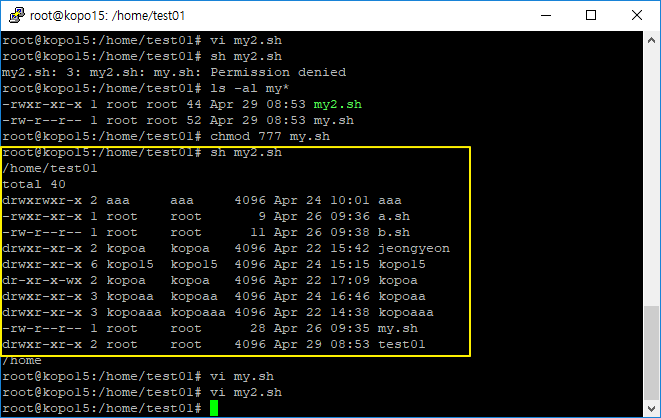 root@kopo15: /home/test01
root@kopo15:/home/test01# vi my2.sh
root@kopo15:/home/test01# sh my2.sh
my2.sh: 3: my2.sh: my.sh: Permission denied
root@kopo15:/home/test01# ls -al my*
-rwxr-xr-x 1 root root 44 Apr 29 08:53 my2.sh
-rw-r--r-- 1 root root 52 Apr 29 08:53 my.sh
root@kopo15:/home/test01# chmod 777 my.sh
root@kopo15:/home/test01# sh my2.sh
/home/test01
total 40
drwxrwxr-x 2 aaa     aaa     4096 Apr 24 10:01 aaa
-rwxr-xr-x 1 root    root       9 Apr 26 09:36 a.sh
-rw-r--r-- 1 root    root      11 Apr 26 09:38 b.sh
drwxr-xr-x 2 kopoa   kopoa   4096 Apr 22 15:42 jeongyeon
drwxr-xr-x 6 kopo15  kopo15  4096 Apr 24 15:15 kopo15
dr-xr-x-wx 2 kopoa   kopoa   4096 Apr 22 17:09 kopoa
drwxr-xr-x 3 kopoaa  kopoaa  4096 Apr 24 16:46 kopoaa
drwxr-xr-x 3 kopoaaa kopoaaa 4096 Apr 22 14:38 kopoaaa
-rw-r--r-- 1 root    root      28 Apr 26 09:35 my.sh
drwxr-xr-x 2 root    root    4096 Apr 29 08:53 test01
/home
root@kopo15:/home/test01# vi my.sh
root@kopo15:/home/test01# vi my2.sh
root@kopo15:/home/test01#